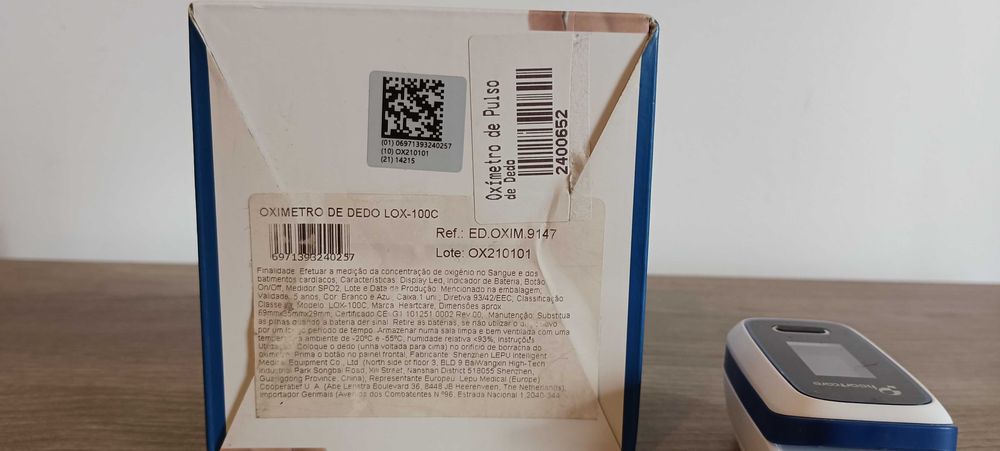 (01) 06971393240257
(10) OX210101
(21) 14215
Oxímetro de Pulso
de Dedo
2400652
OXIMETRO DE DEDO LOX-100C
6971393240257
Ref.: ED.OXIM.9147
Lote: OX210101
Finalidade: Efetuar a medição da concentração de oxigénio no Sangue e dos
batimentos cardíacos, Características: Display Led, Indicador de Bateria, Botão
On/Off, Medidor SPO2, Lote e Data de Produção: Mencionado na embalagem,
Validade: 5 anos, Cor: Branco e Azul, Caixa:1 uni., Diretiva 93/42/EEC, Classificação
Classe Modelo: LOX-100C, Marca: Heartcare, Dimensões aprox
69mmx35mmx29mm, Certificado CE: G1 101251 0002 Rev.00, Manutenção: Substitua
as pilhas quando a bateria der sinal. Retire as baterias, se não utilizar o
por um longo período de tempo. Armazenar numa sala limpa e bem ventilada com uma
temperatura ambiente de -20ºC e -55ºC, humidade relativa <93%, Instruções
Utilização: Coloque o dedo (unha voltada para cima) no orifício de borracha do
oxímetro. Prima o botão no painel frontal, Fabricante: Shenzhen LEPU Intelligent
Medical Equipment Co., Ltd. (North side of floor 3, BLD 9 BaiWangxin High-Tech
Industrial Park Songbai Road, Xili Street, Nanshan District 518055 Shenzhen,
Guangdong Province, China), Representante Europeu: Lepu Medical (Europe)
Cooperatief U. A. (Abe Lenstra Boulevard 36, 8448 JB Heerenveen, The Netherlands),
Importador Gerimais (Avenida dos Combatentes N.º96, Estrada Nacional 1,2040-344
heartcare